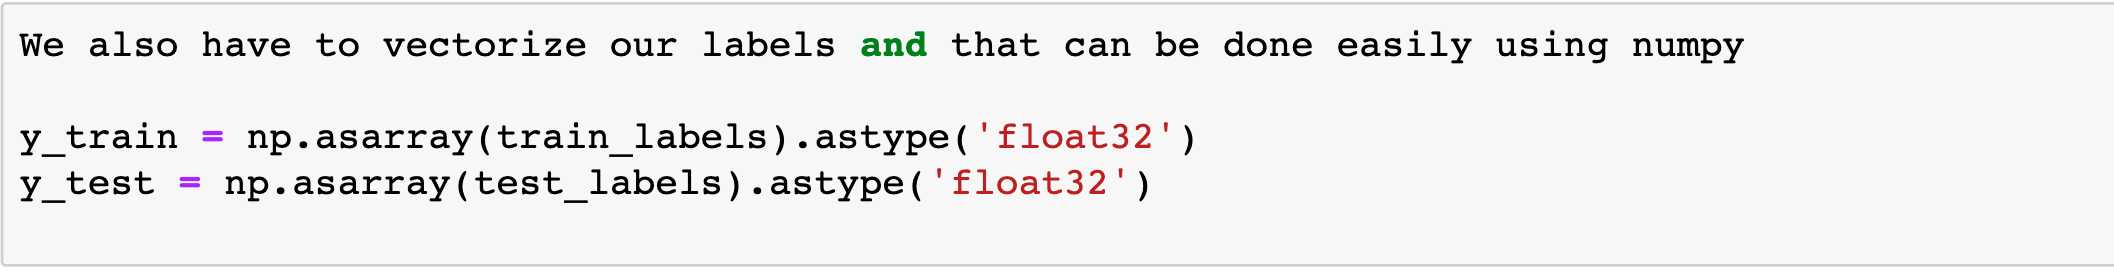 We also have to vectorize our labels and that can be done easily using numpy
y_train = np.asarray(train_labels).astype('float32')
y_test = np.asarray(test_labels).astype('float32')